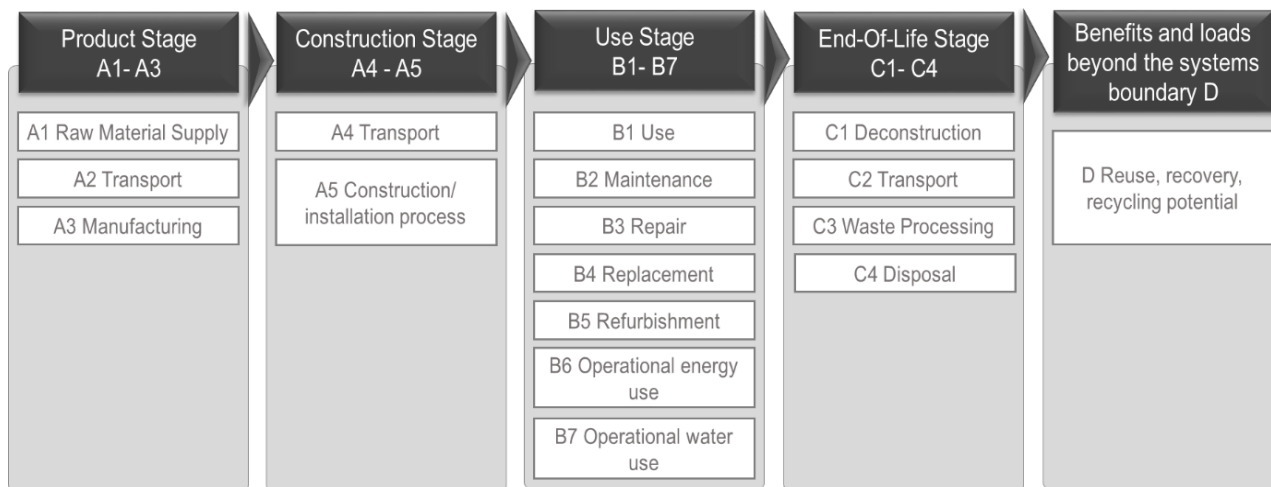 Product Stage
A1- A3
A1 Raw Material Supply
A2 Transport
A3 Manufacturing
Construction Stage
A4 - A5
A4 Transport
A5 Construction/
installation process
Use Stage
B1- B7
B1 Use
B2 Maintenance
B3 Repair
B4 Replacement
B5 Refurbishment
B6 Operational energy
use
B7 Operational water
use
End-Of-Life Stage
C1- C4
C1 Deconstruction
C2 Transport
C3 Waste Processing
C4 Disposal
Benefits and loads
beyond the systems
boundary D
D Reuse, recovery,
recycling potential